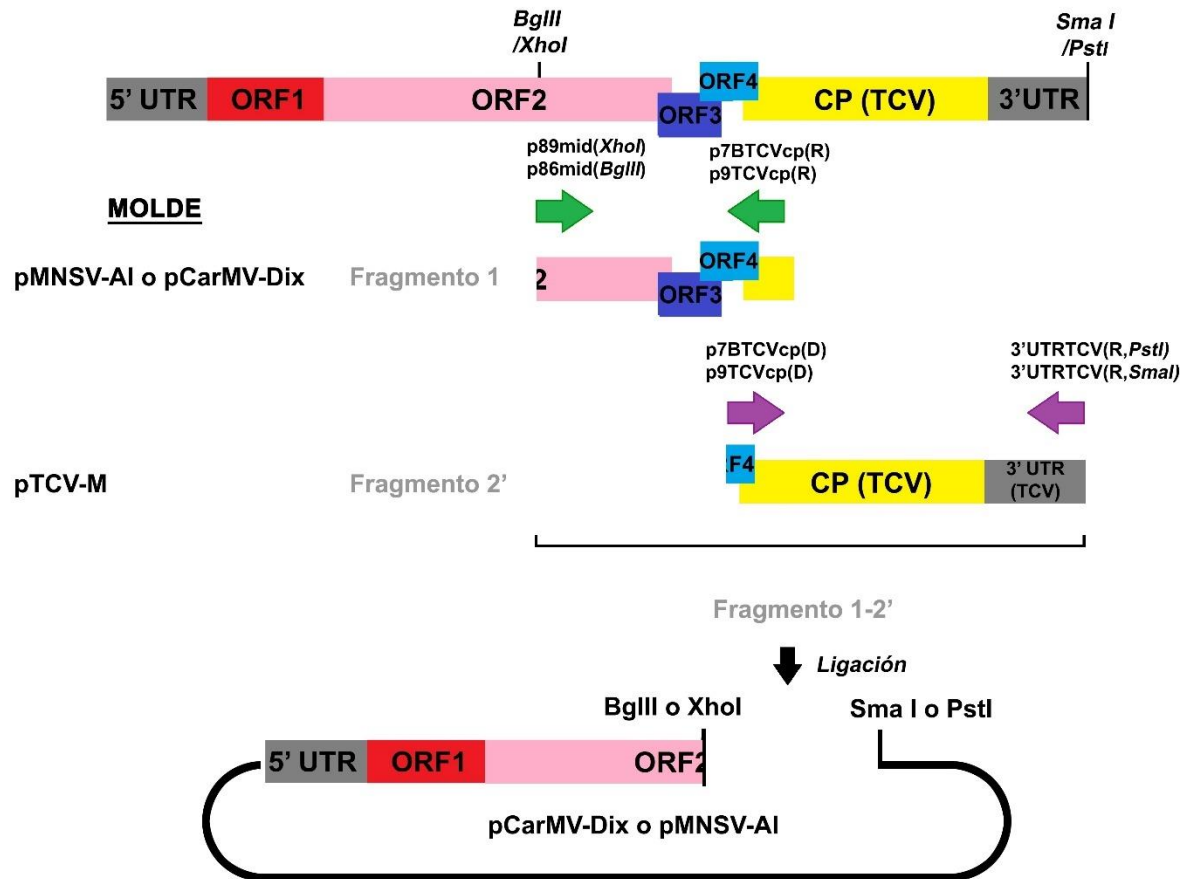 BglII
/XhoI
Sma I
/PstI
5’ UTR
ORF1
ORF2
ORF3
ORF4
CP (TCV)
3’UTR
p89mid(XhoI)
p86mid(BglII)
p7BTCVcp(R)
p9TCVcp(R)
MOLDE
pMNSV-Al o pCarMV-Dix
Fragmento 1
2
ORF3
ORF4
p7BTCVcp(D)
p9TCVcp(D)
3’UTRTCV(R,PstI)
3’UTRTCV(R,SmaI)
pTCV-M
Fragmento 2’
RF4
CP (TCV)
3’ UTR
(TCV)
Fragmento 1-2’
Ligación
BglII o XhoI
Sma I o PstI
5’ UTR
ORF1
ORF2
pCarMV-Dix o pMNSV-Al